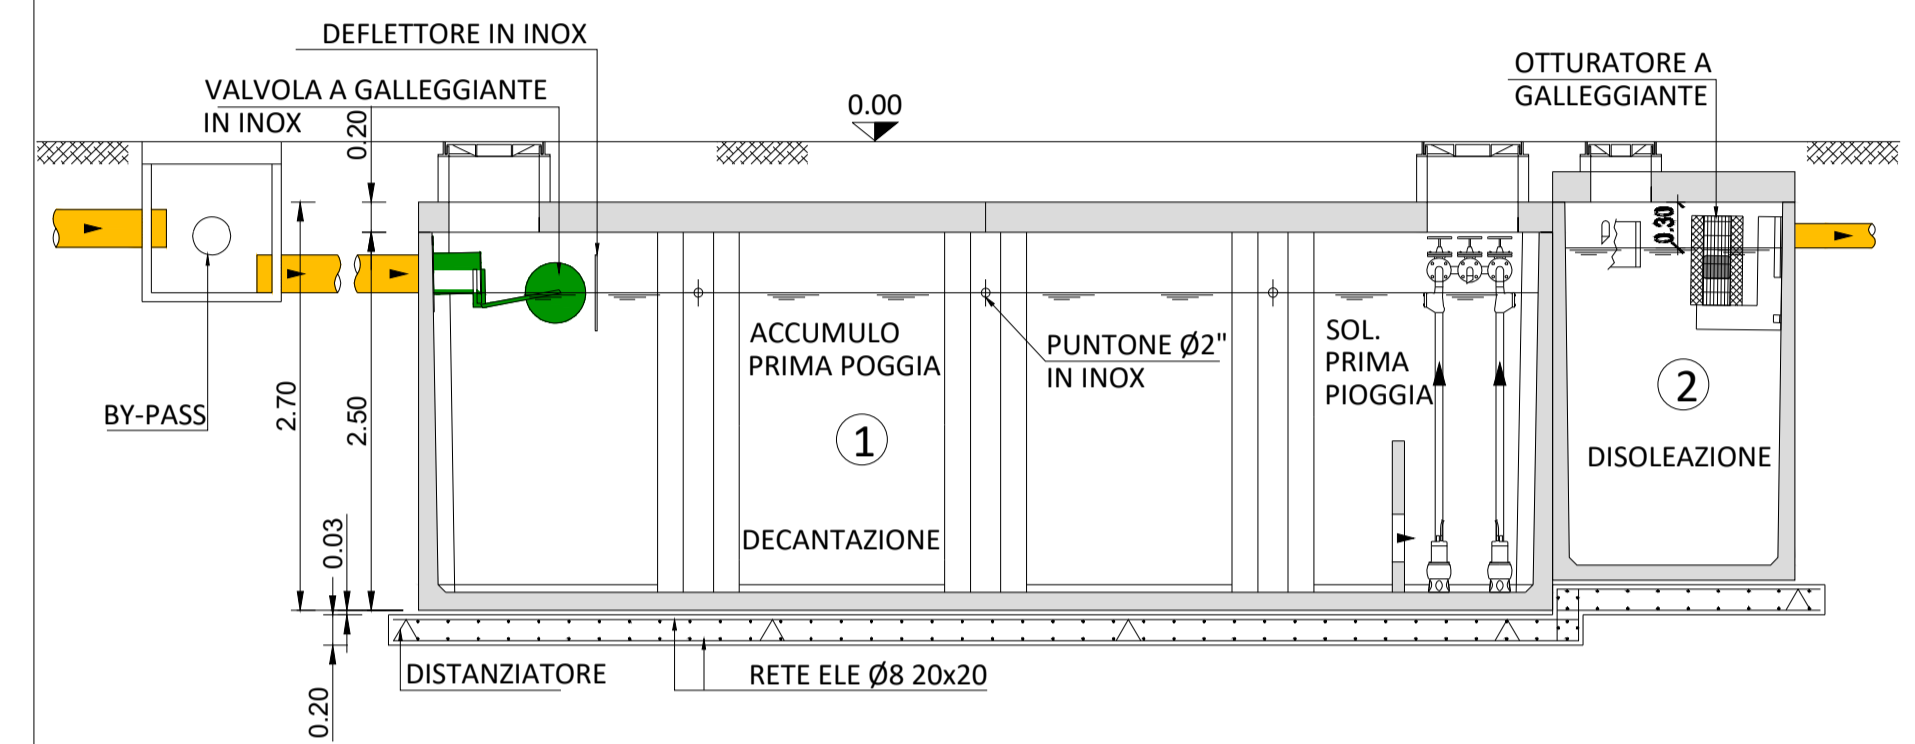 DEFLETTORE IN INOX
VALVOLA A GALLEGGIANTE
IN INOX
0.20
0.00
OTTURATORE A
GALLEGGIANTE
0.30
ACCUMULO
PRIMA POGGIA
PUNTONE Ø2"
IN INOX
SOL.
PRIMA
PIOGGIA
BY-PASS
2.70
2.50
1
2
DISOLEAZIONE
DECANTAZIONE
0.03
DISTANZIATORE
RETE ELE Ø8 20x20
0.20